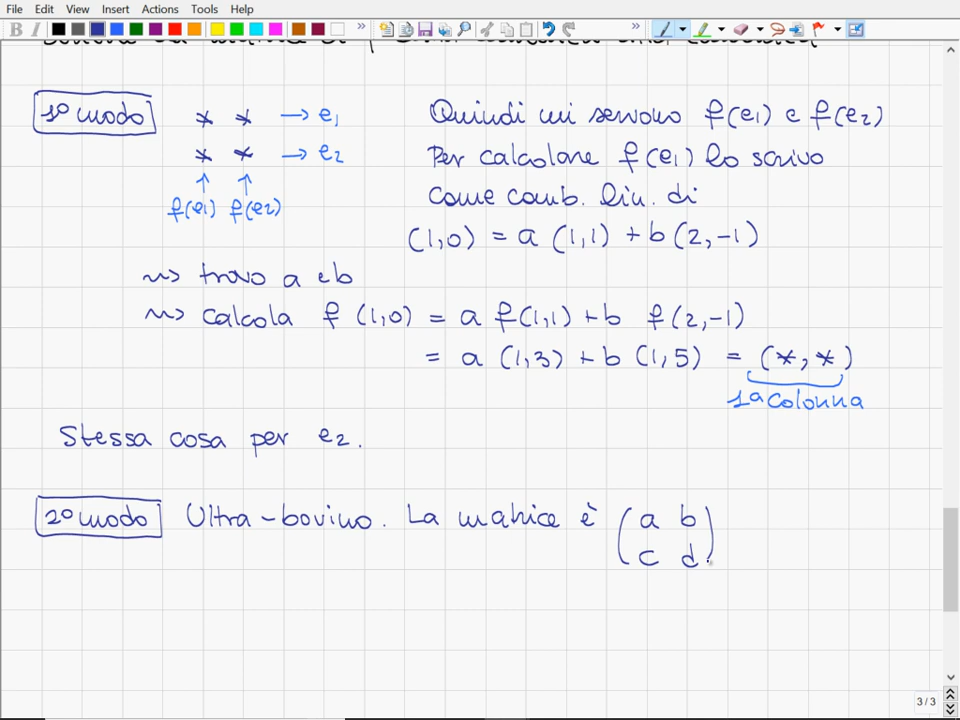 File Edit View Insert Actions Tools Help
1º modo
* * → e1
* * → e2
↑ ↑
f(e1) f(e2)
Quindi mi servono f(e1) e f(e2)
Per calcolare f(e1) lo scrivo
come comb. lin. di
(1,0) = a (1,1) + b (2,-1)
~> trovo a e b
~> calcola f (1,0) = a f(1,1) + b f(2,-1)
= a (1,3) + b (1,5) = (*,*)
1ª colonna
Stessa cosa per e2.
2º modo Ultra-bovino. La matrice è (a b
c d)
3 / 3